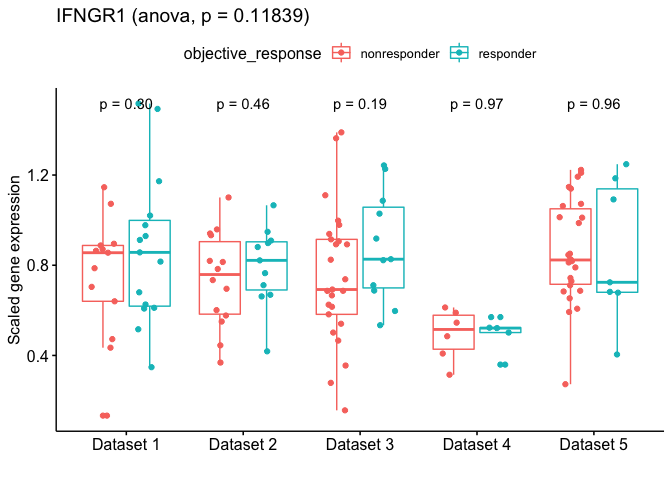 IFNGR1 (anova, p = 0.11839)
objective_response nonresponder responder
p = 0.80 p = 0.46 p = 0.19 p = 0.97 p = 0.96
Scaled gene expression
1.2
0.8
0.4
Dataset 1 Dataset 2 Dataset 3 Dataset 4 Dataset 5